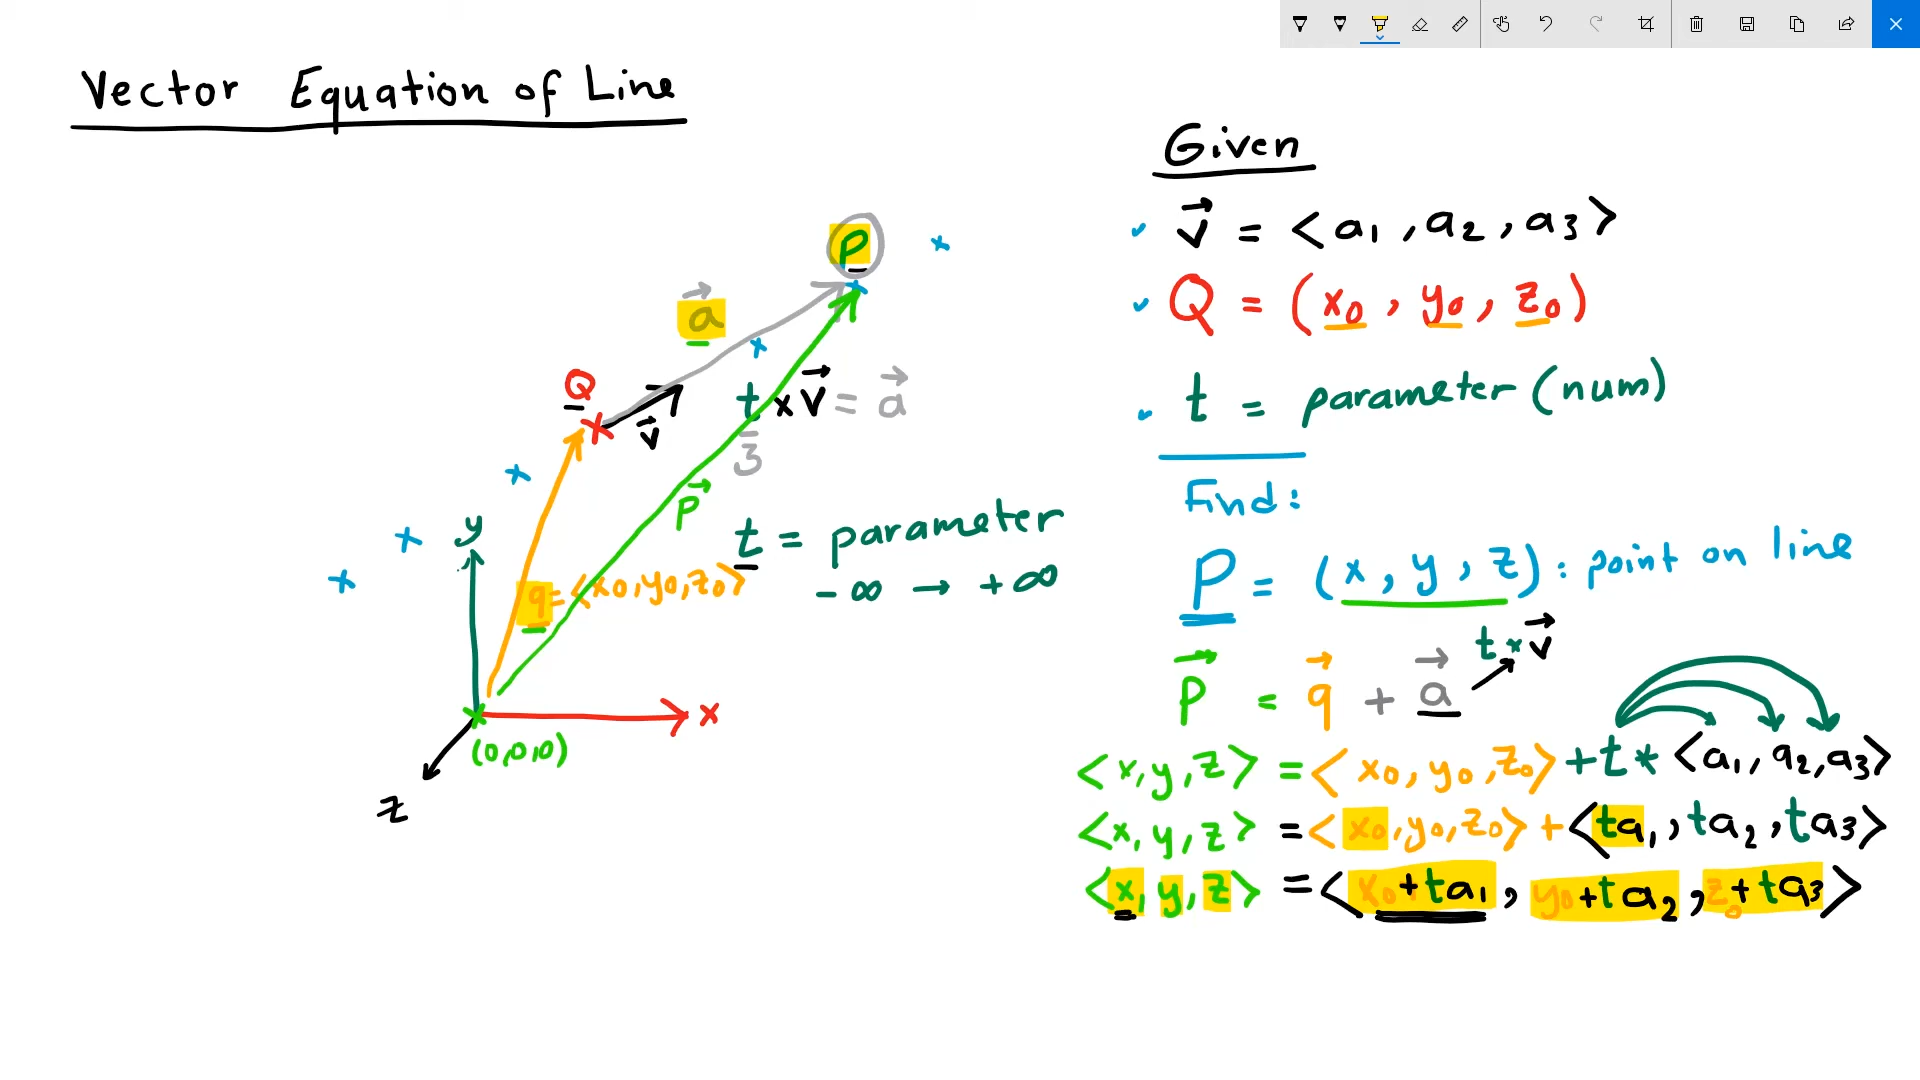 Vector Equation of Line
P
a
Q
v
t × v = a
3
p
y
t = parameter
-∞ → +∞
q = <x0, y0, z0>
x
(0,0,0)
z
Given
v = <a1, a2, a3>
Q = (x0, y0, z0)
t = parameter (num)
Find:
P = (x, y, z) : point on line
t * v
P = q + a
<x, y, z> = <x0, y0, z0> + t * <a1, a2, a3>
<x, y, z> = <x0, y0, z0> + <ta1, ta2, ta3>
<x, y, z> = <x0 + ta1, y0 + ta2, z0 + ta3>